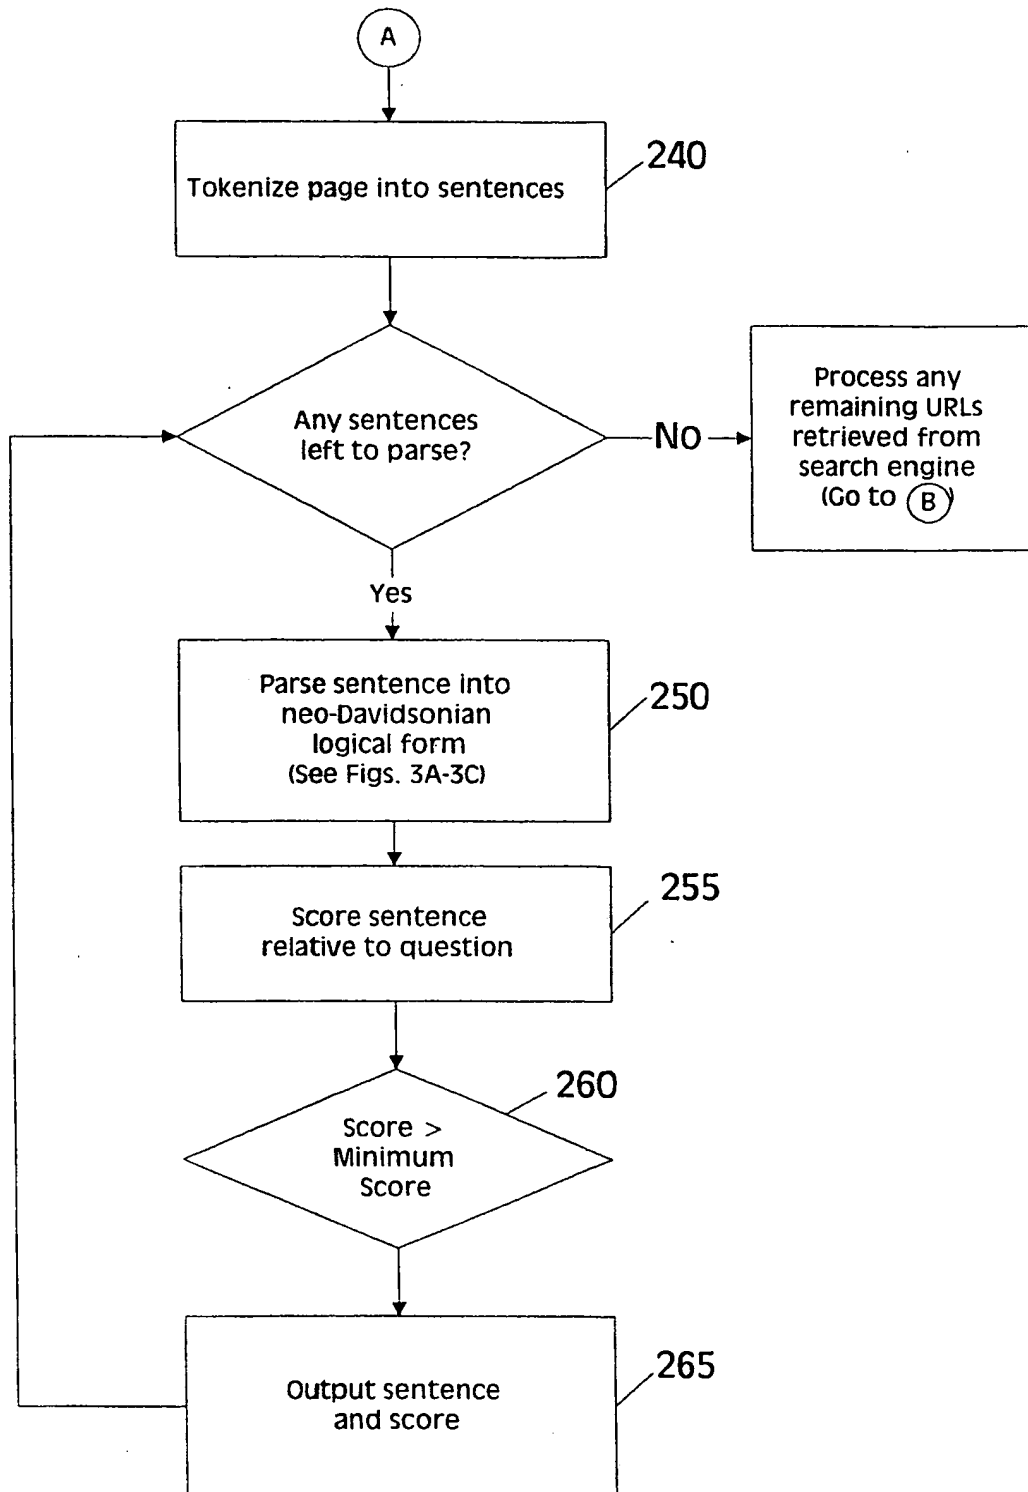 A
240
Tokenize page into sentences
Any sentences
left to parse?
No
Process any
remaining URLs
retrieved from
search engine
(Go to B)
Yes
Parse sentence into
neo-Davidsonian
logical form
(See Figs. 3A-3C)
250
Score sentence
relative to question
255
260
Score >
Minimum
Score
Output sentence
and score
265